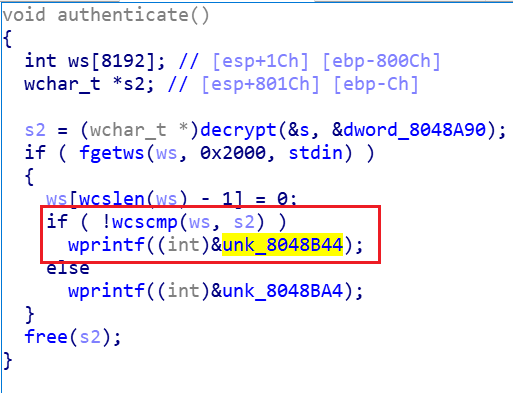 void authenticate()
{
int ws[8192]; // [esp+1Ch] [ebp-800Ch]
wchar_t *s2; // [esp+801Ch] [ebp-Ch]
s2 = (wchar_t *)decrypt(&s, &dword_8048A90);
if ( fgetws(ws, 0x2000, stdin) )
{
ws[wcslen(ws) - 1] = 0;
if ( !wcscmp(ws, s2) )
wprintf((int)&unk_8048B44);
else
wprintf((int)&unk_8048BA4);
}
free(s2);
}